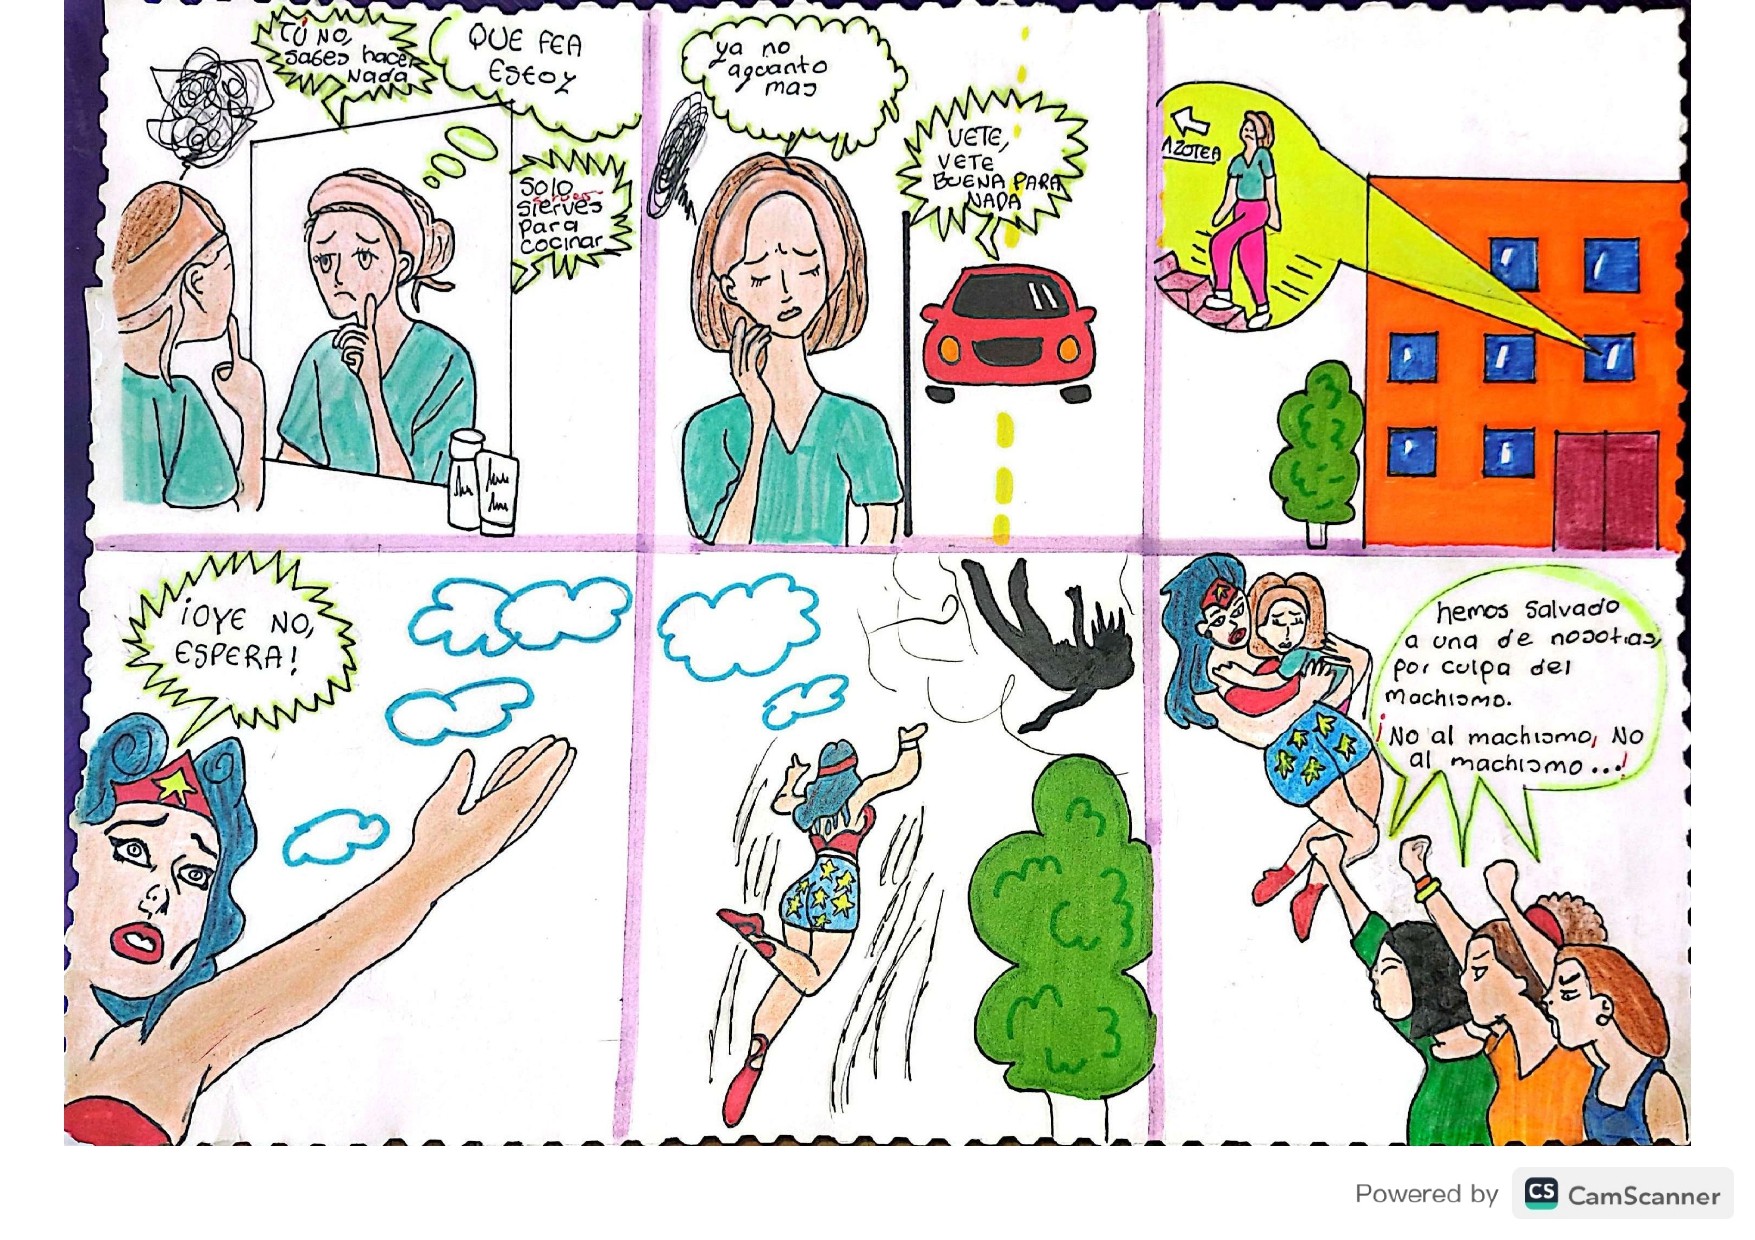 TÚ NO,
sabes hacer
Nada
QUE FEA
Estoy
Solo
sierves
para
cocinar
ya no
aguanto
mas
VETE,
VETE
BUENA PARA
NADA
AZOTEA
¡OYE NO,
ESPERA!
hemos salvado
a una de nosotras,
por culpa del
machismo.
¡No al machismo, NO
al machismo ...!
Powered by CS CamScanner